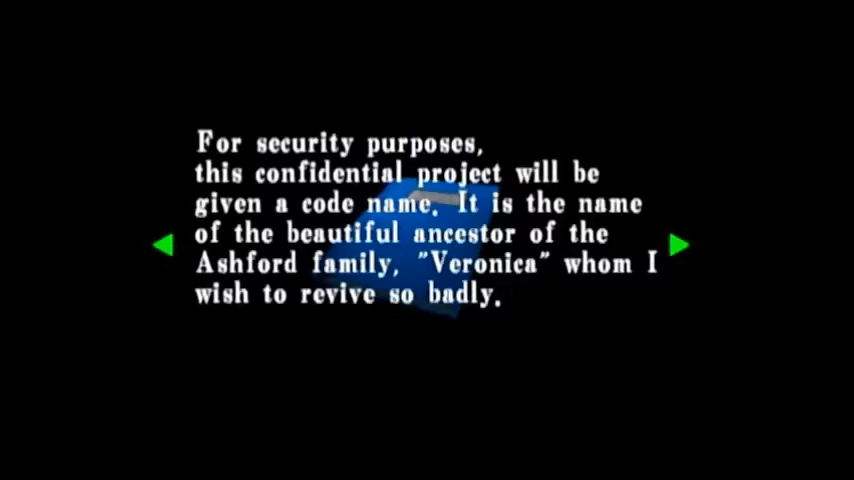 For security purposes,
this confidential project will be
given a code name. It is the name
of the beautiful ancestor of the
Ashford family, "Veronica" whom I
wish to revive so badly.